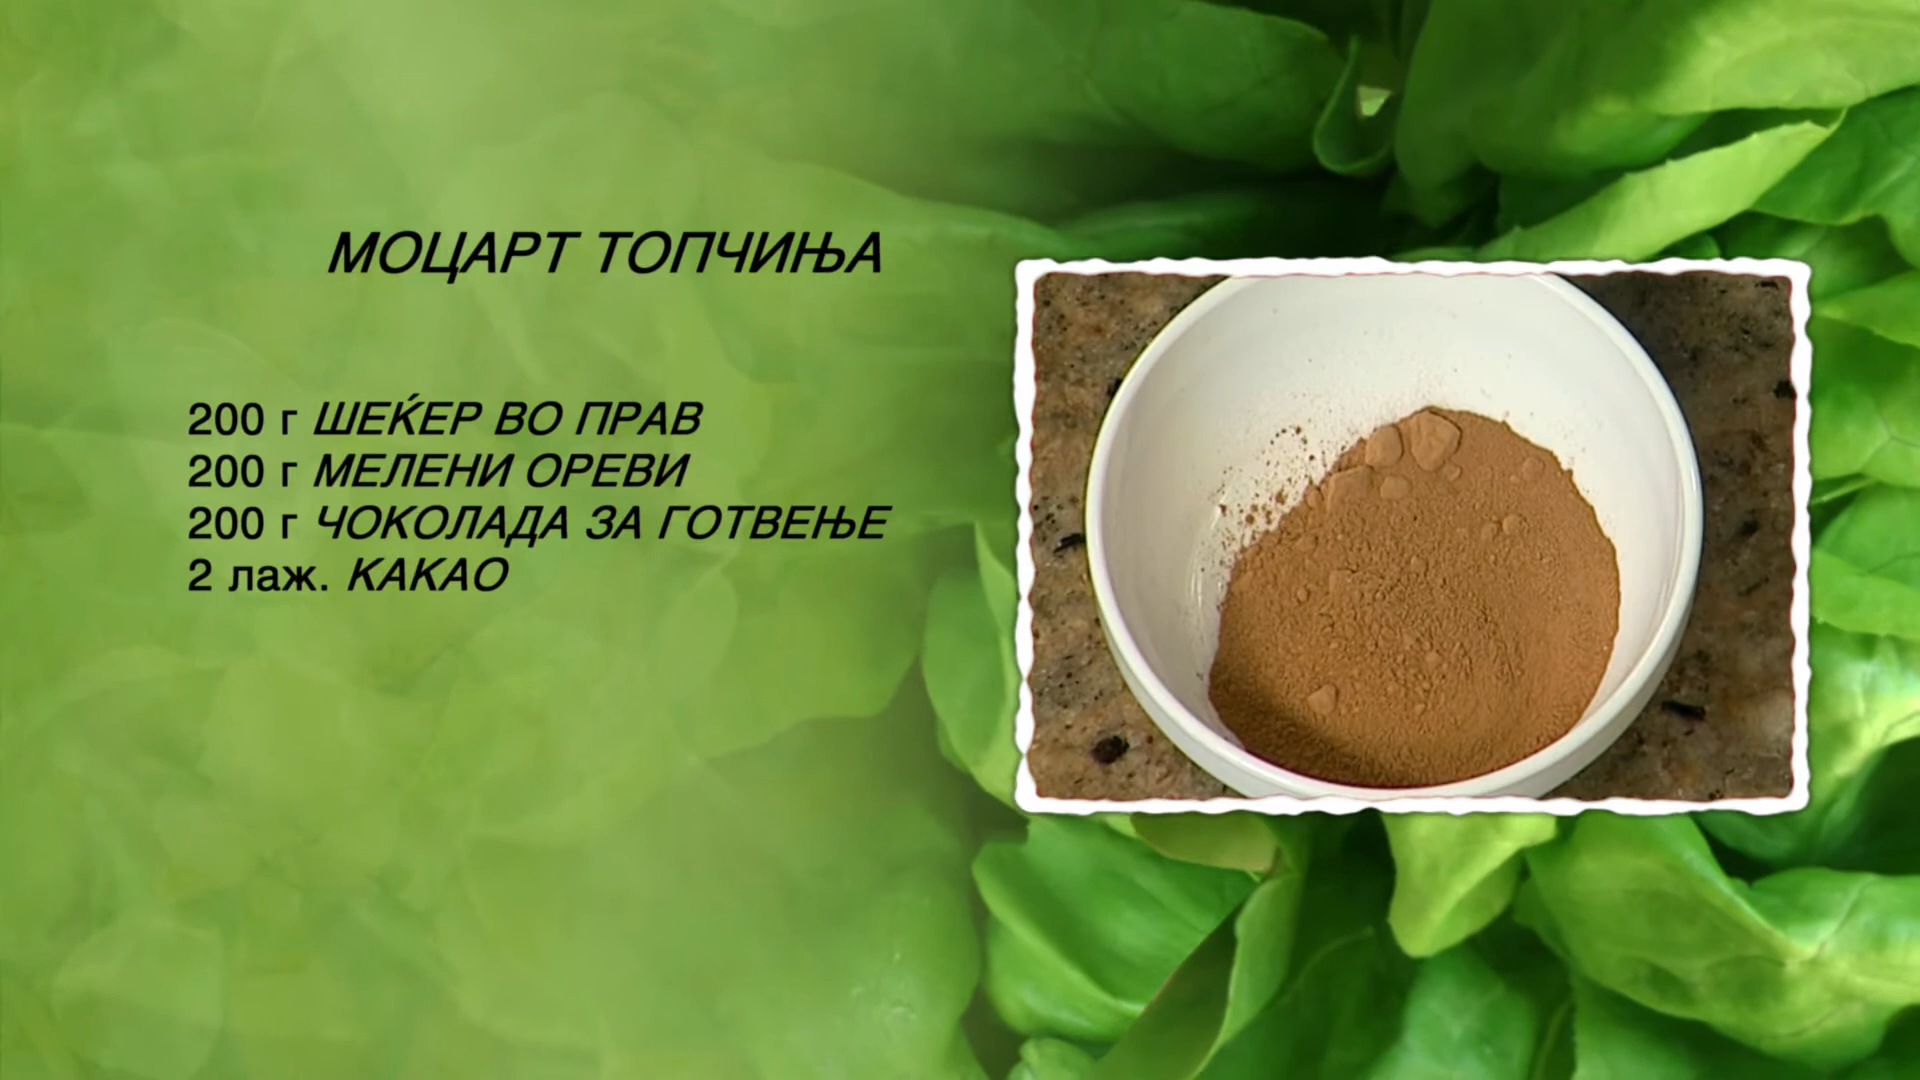 МОЦАРТ ТОПЧИЊА
200 г ШЕЌЕР ВО ПРАВ
200 г МЕЛЕНИ ОРЕВИ
200 г ЧОКОЛАДА ЗА ГОТВЕЊЕ
2 лаж. КАКАО